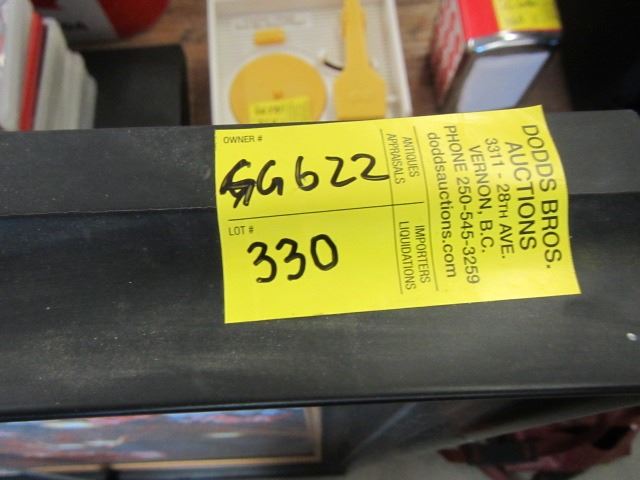 OWNER #
GG622
LOT #
330
ANTIQUES
APPRAISALS
IMPORTERS
LIQUIDATIONS
DODDS BROS.
AUCTIONS
3311 - 28TH AVE.
VERNON, B.C.
PHONE 250-545-3259
doddsauctions.com